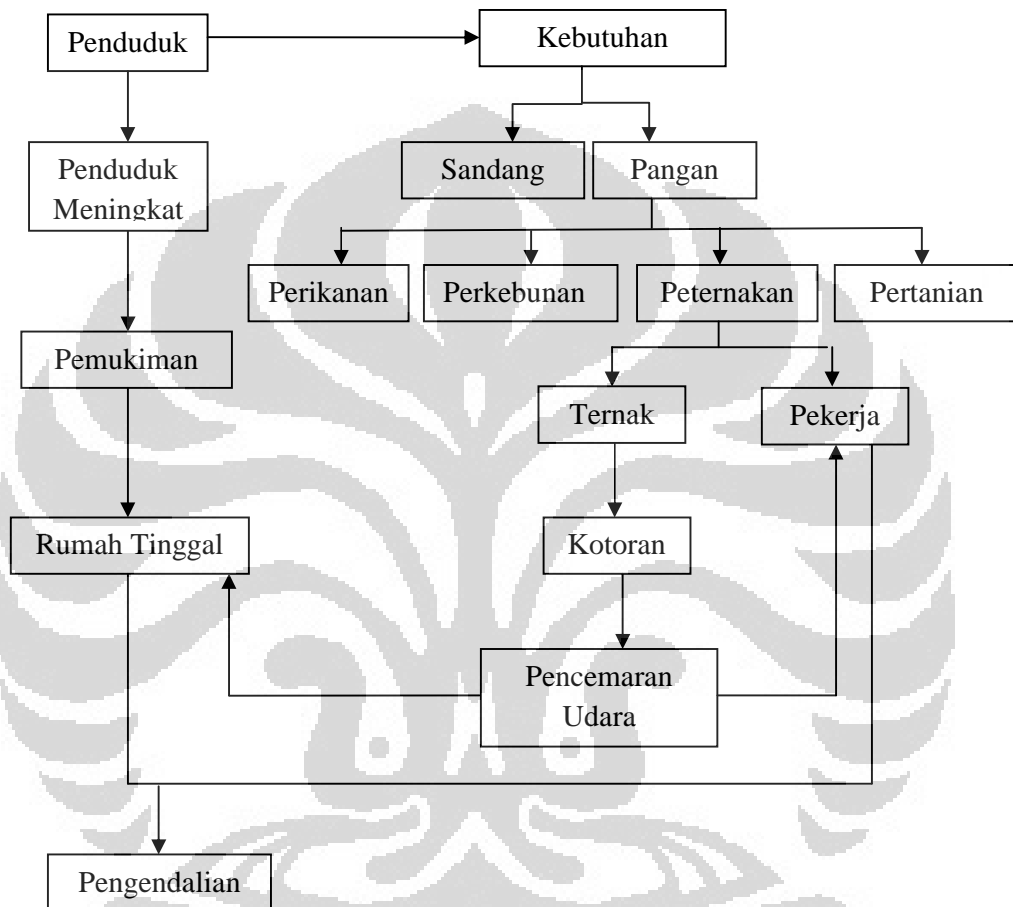 Penduduk
Kebutuhan
Penduduk
Meningkat
Sandang
Pangan
Perikanan
Perkebunan
Peternakan
Pertanian
Pemukiman
Ternak
Pekerja
Rumah Tinggal
Kotoran
Pencemaran
Udara
Pengendalian